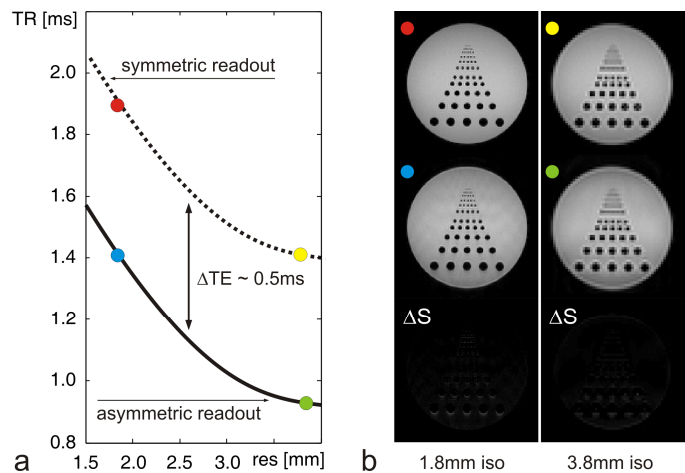 TR [ms]
2.0
1.8
1.6
1.4
1.2
1.0
0.8
symmetric readout
ΔTE ~ 0.5ms
asymmetric readout
1.5
2.0
2.5
3.0
res [mm]
a
ΔS
ΔS
b
1.8mm iso
3.8mm iso